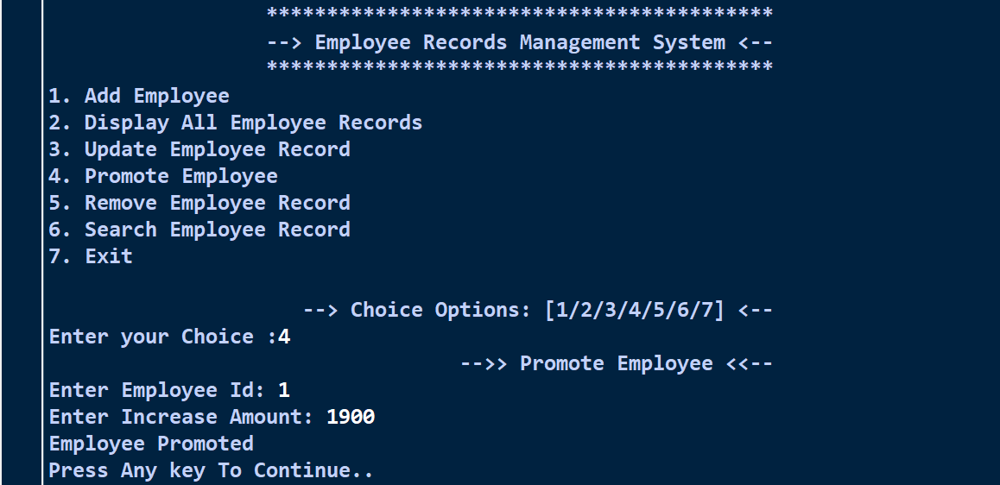 ******************************************
--> Employee Records Management System <--
******************************************
1. Add Employee
2. Display All Employee Records
3. Update Employee Record
4. Promote Employee
5. Remove Employee Record
6. Search Employee Record
7. Exit
--> Choice Options: [1/2/3/4/5/6/7] <--
Enter your Choice :4
-->> Promote Employee <<--
Enter Employee Id: 1
Enter Increase Amount: 1900
Employee Promoted
Press Any key To Continue..